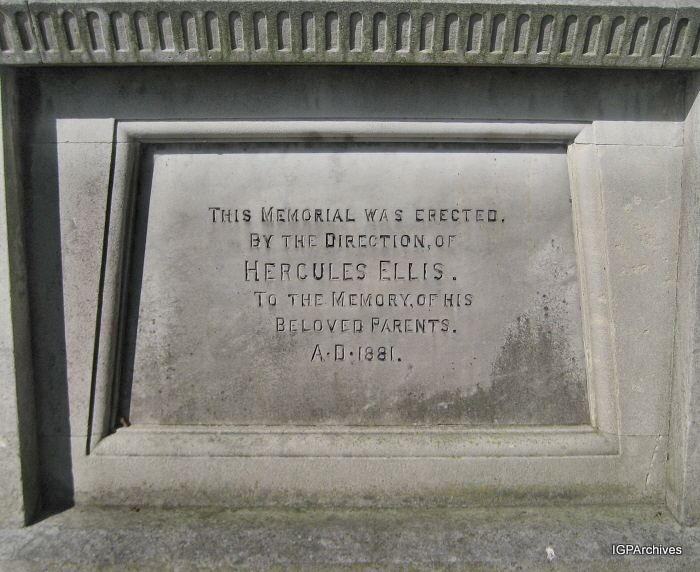 THIS MEMORIAL WAS ERECTED.
BY THE DIRECTION, OF
HERCULES ELLIS.
TO THE MEMORY, OF HIS
BELOVED PARENTS.
A·D·1881.
IGPArchives